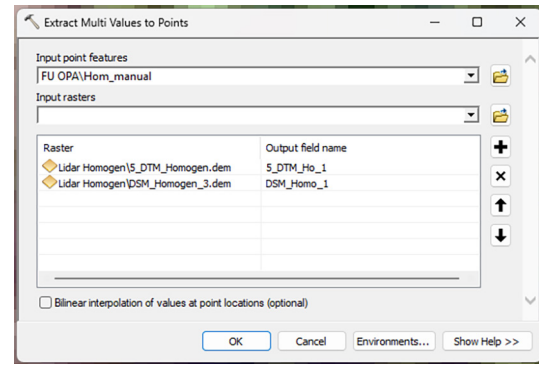 Extract Multi Values to Points
Input point features
FU OPA\Hom_manual
Input rasters
Raster Output field name
Lidar Homogen\5_DTM_Homogen.dem 5_DTM_Ho_1
Lidar Homogen\DSM_Homogen_3.dem DSM_Homo_1
Bilinear interpolation of values at point locations (optional)
OK Cancel Environments... Show Help >>